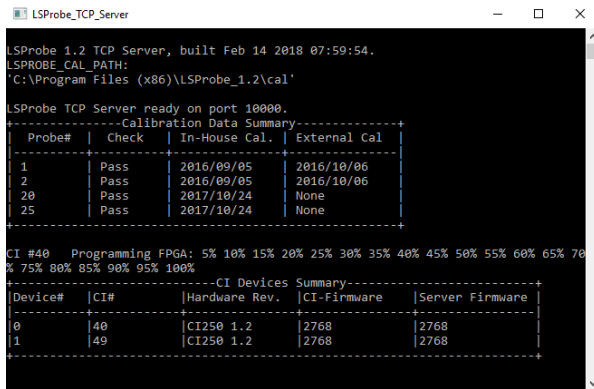 LSProbe_TCP_Server
LSProbe 1.2 TCP Server, built Feb 14 2018 07:59:54.
LSPROBE_CAL_PATH:
'C:\Program Files (x86)\LSProbe_1.2\cal'
LSProbe TCP Server ready on port 10000.
+---------------Calibration Data Summary--------------+
| Probe# | Check | In-House Cal. | External Cal |
| 1 | Pass | 2016/09/05 | 2016/10/06 |
| 2 | Pass | 2016/09/05 | 2016/10/06 |
| 20 | Pass | 2017/10/24 | None |
| 25 | Pass | 2017/10/24 | None |
CI #40 Programming FPGA: 5% 10% 15% 20% 25% 30% 35% 40% 45% 50% 55% 60% 65% 70
% 75% 80% 85% 90% 95% 100%
+----------------------------CI Devices Summary--------------------------+
|Device# |CI# |Hardware Rev. |CI-Firmware |Server Firmware |
|0 |40 |CI250 1.2 |2768 |2768 |
|1 |49 |CI250 1.2 |2768 |2768 |